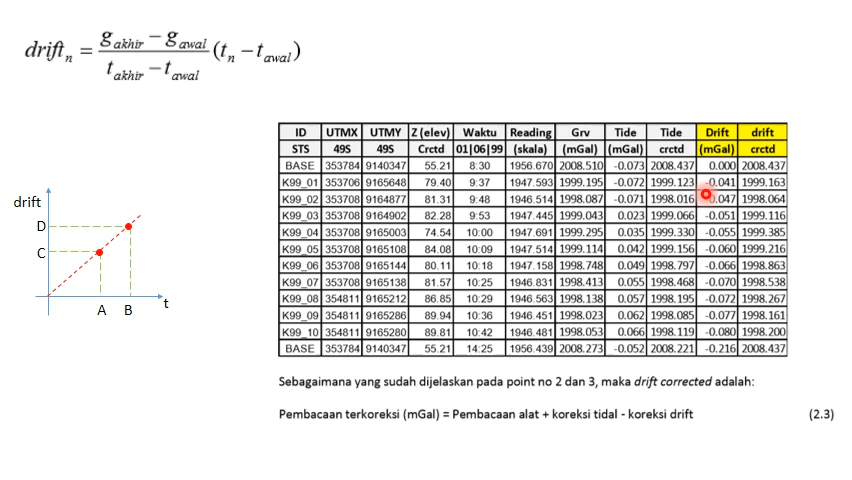 drift_n = (g_akhir − g_awal) / (t_akhir − t_awal) (t_n − t_awal)
ID UTMX UTMY Z (elev) Waktu Reading Grv Tide Tide Drift drift
STS 49S 49S Crctd 01|06|99 (skala) (mGal) (mGal) crctd (mGal) crctd
BASE 353784 9140347 55.21 8:30 1956.670 2008.510 -0.073 2008.437 0.000 2008.437
K99_01 353706 9165648 79.40 9:37 1947.593 1999.195 -0.072 1999.123 -0.041 1999.163
K99_02 353708 9164877 81.31 9:48 1946.514 1998.087 -0.071 1998.016 0.047 1998.064
K99_03 353708 9164902 82.28 9:53 1947.445 1999.043 0.023 1999.066 -0.051 1999.116
K99_04 353708 9165003 74.54 10:00 1947.691 1999.295 0.035 1999.330 -0.055 1999.385
K99_05 353708 9165108 84.08 10:09 1947.514 1999.114 0.042 1999.156 -0.060 1999.216
K99_06 353708 9165144 80.11 10:18 1947.158 1998.748 0.049 1998.797 -0.066 1998.863
K99_07 353708 9165138 81.57 10:25 1946.831 1998.413 0.055 1998.468 -0.070 1998.538
K99_08 354811 9165212 86.85 10:29 1946.563 1998.138 0.057 1998.195 -0.072 1998.267
K99_09 354811 9165286 89.94 10:36 1946.451 1998.023 0.062 1998.085 -0.077 1998.161
K99_10 354811 9165280 89.81 10:42 1946.481 1998.053 0.066 1998.119 -0.080 1998.200
BASE 353784 9140347 55.21 14:25 1956.439 2008.273 -0.052 2008.221 -0.216 2008.437
drift
D
C
A B t
Sebagaimana yang sudah dijelaskan pada point no 2 dan 3, maka drift corrected adalah:
Pembacaan terkoreksi (mGal) = Pembacaan alat + koreksi tidal - koreksi drift (2.3)